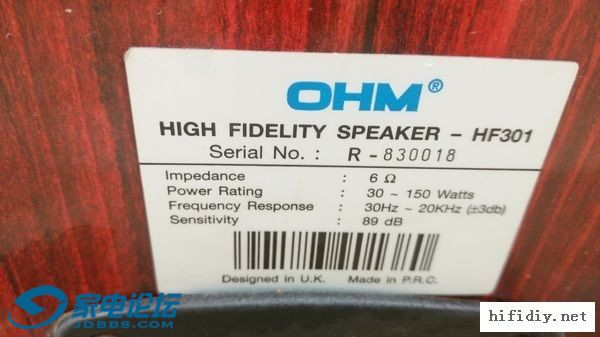 OHM®
HIGH FIDELITY SPEAKER - HF301
Serial No. : R-830018
Impedance : 6 Ω
Power Rating : 30 ~ 150 Watts
Frequency Response : 30Hz ~ 20KHz (±3db)
Sensitivity : 89 dB
Designed in U.K. Made in P.R.C.
家电论坛
JDBBS.COM
hifidiy.net